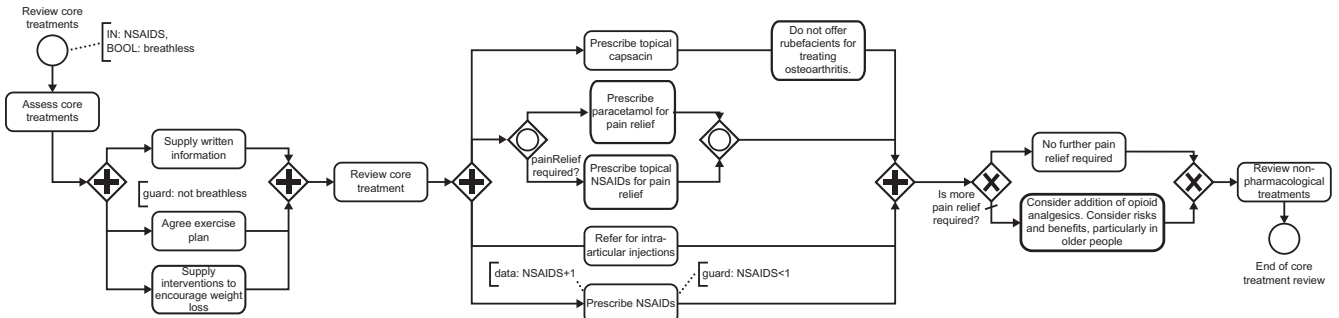 Review core
treatments
IN: NSAIDS,
BOOL: breathless
Assess core
treatments
Supply written
information
guard: not breathless
Agree exercise
plan
Supply
interventions to
encourage weight
loss
Review core
treatment
Prescribe topical
capsacin
Do not offer
rubefacients for
treating
osteoarthritis.
Prescribe
paracetamol for
pain relief
painRelief
required?
Prescribe topical
NSAIDs for pain
relief
Refer for intra-
articular injections
data: NSAIDS+1
guard: NSAIDS<1
Prescribe NSAIDs
Is more
pain relief
required?
No further pain
relief required
Consider addition of opioid
analgesics. Consider risks
and benefits, particularly in
older people
Review non-
pharmacological
treatments
End of core
treatment review